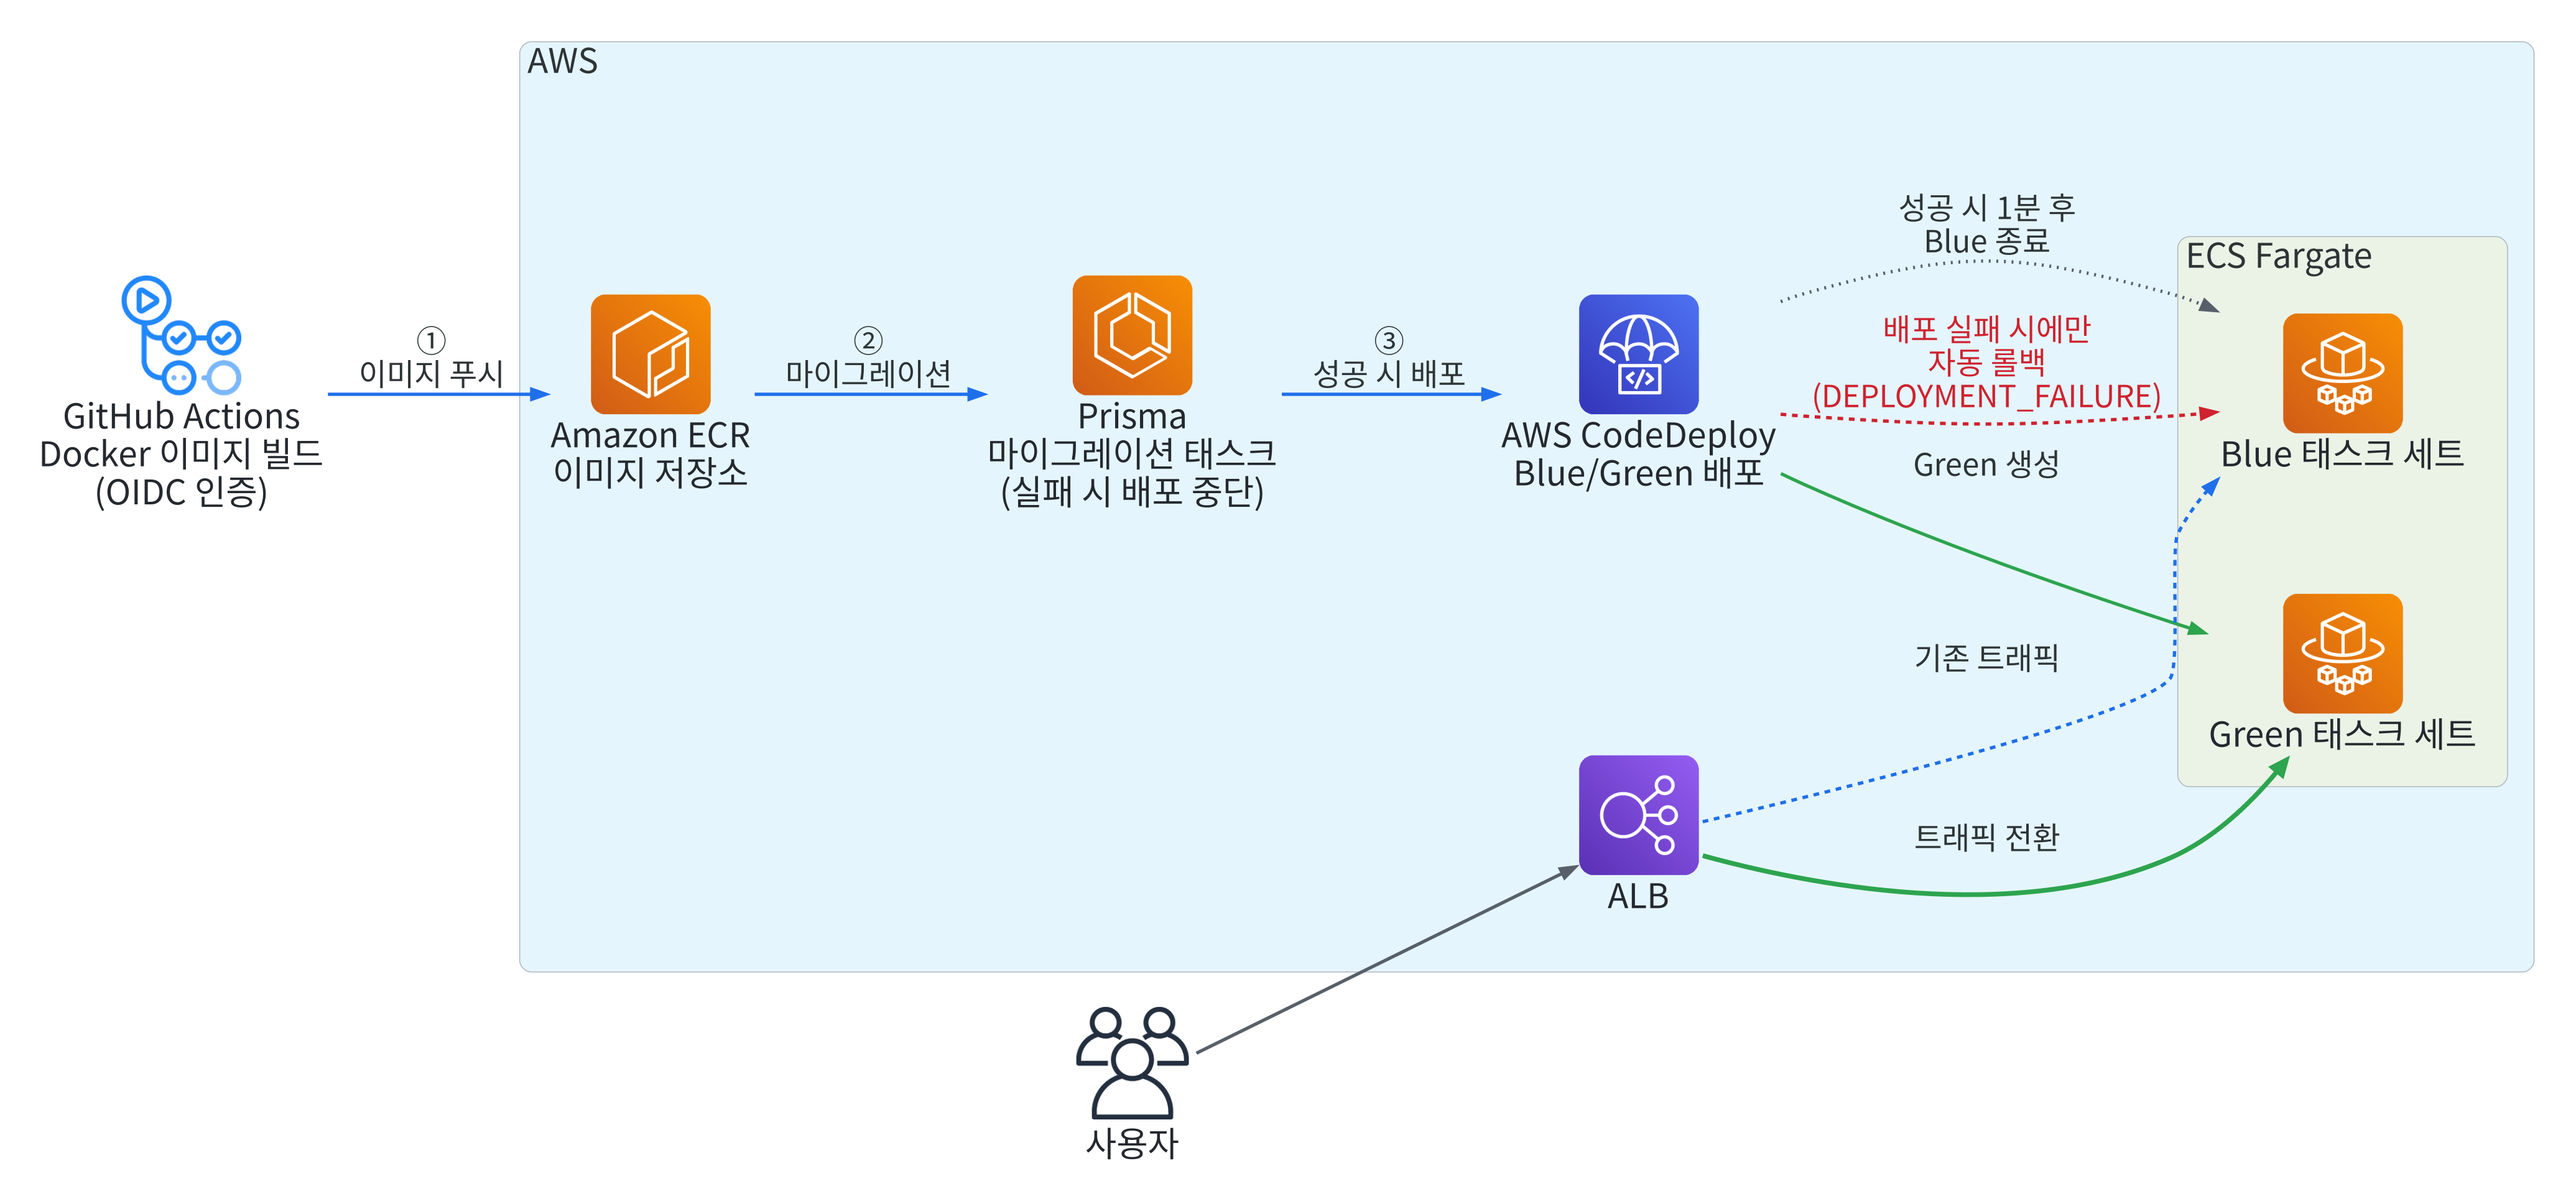 AWS
GitHub Actions
Docker 이미지 빌드
(OIDC 인증)
①
이미지 푸시
Amazon ECR
이미지 저장소
②
마이그레이션
Prisma
마이그레이션 태스크
(실패 시 배포 중단)
③
성공 시 배포
AWS CodeDeploy
Blue/Green 배포
성공 시 1분 후
Blue 종료
배포 실패 시에만
자동 롤백
(DEPLOYMENT_FAILURE)
Green 생성
ECS Fargate
Blue 태스크 세트
Green 태스크 세트
기존 트래픽
트래픽 전환
ALB
사용자